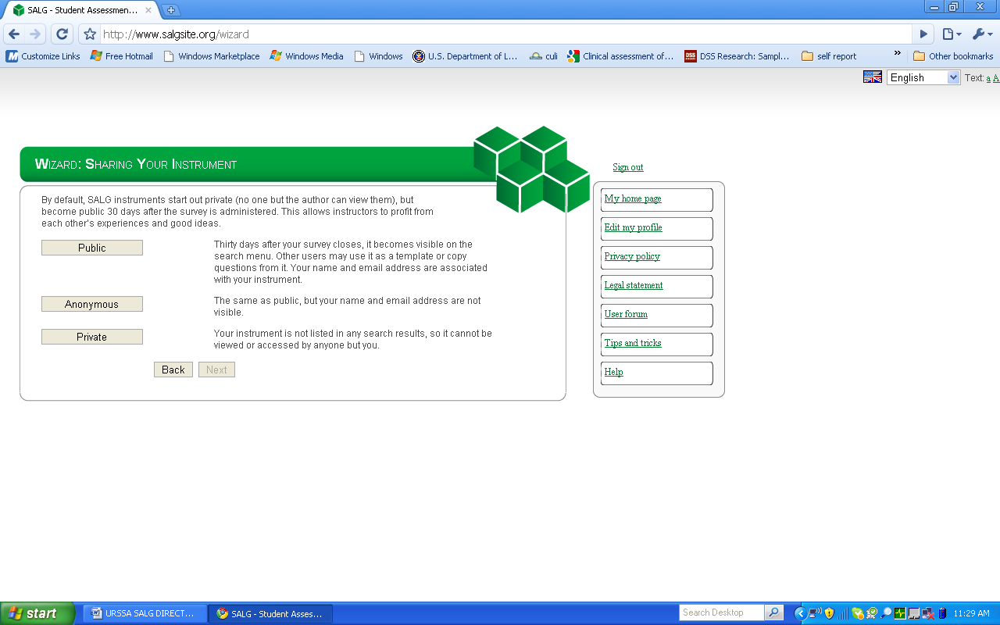 SALG - Student Assessmen...
http://www.salgsite.org/wizard
Customize Links Free Hotmail Windows Marketplace Windows Media Windows U.S. Department of L... culi Clinical assessment of... DSS Research: Sampl... self report » Other bookmarks
English Text: a A
WIZARD: SHARING YOUR INSTRUMENT
Sign out
By default, SALG instruments start out private (no one but the author can view them), but
become public 30 days after the survey is administered. This allows instructors to profit from
each other's experiences and good ideas.
Public
Thirty days after your survey closes, it becomes visible on the
search menu. Other users may use it as a template or copy
questions from it. Your name and email address are associated
with your instrument.
Anonymous
The same as public, but your name and email address are not
visible.
Private
Your instrument is not listed in any search results, so it cannot be
viewed or accessed by anyone but you.
Back Next
My home page
Edit my profile
Privacy policy
Legal statement
User forum
Tips and tricks
Help
start URSSA SALG DIRECT... SALG - Student Asses... Search Desktop 11:29 AM